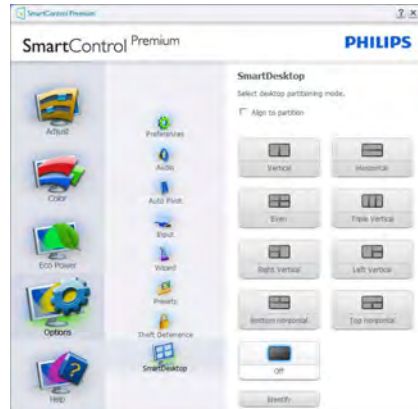 SmartControl Premium
SmartControl Premium
PHILIPS
Adjust
Color
Eco Power
Options
Help
Preferences
Audio
Auto Pivot
Input
Wizard
Presets
Theft Deterrence
SmartDesktop
SmartDesktop
Select desktop partitioning mode.
Align to partition
Vertical
Horizontal
Even
Triple Vertical
Right Vertical
Left Vertical
Bottom Horizontal
Top Horizontal
Off
Identify